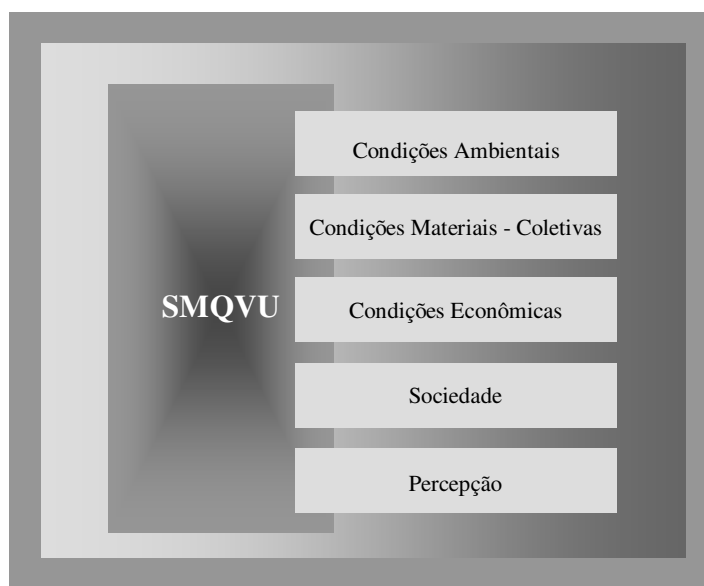 Condições Ambientais
Condições Materiais - Coletivas
SMQVU
Condições Econômicas
Sociedade
Percepção